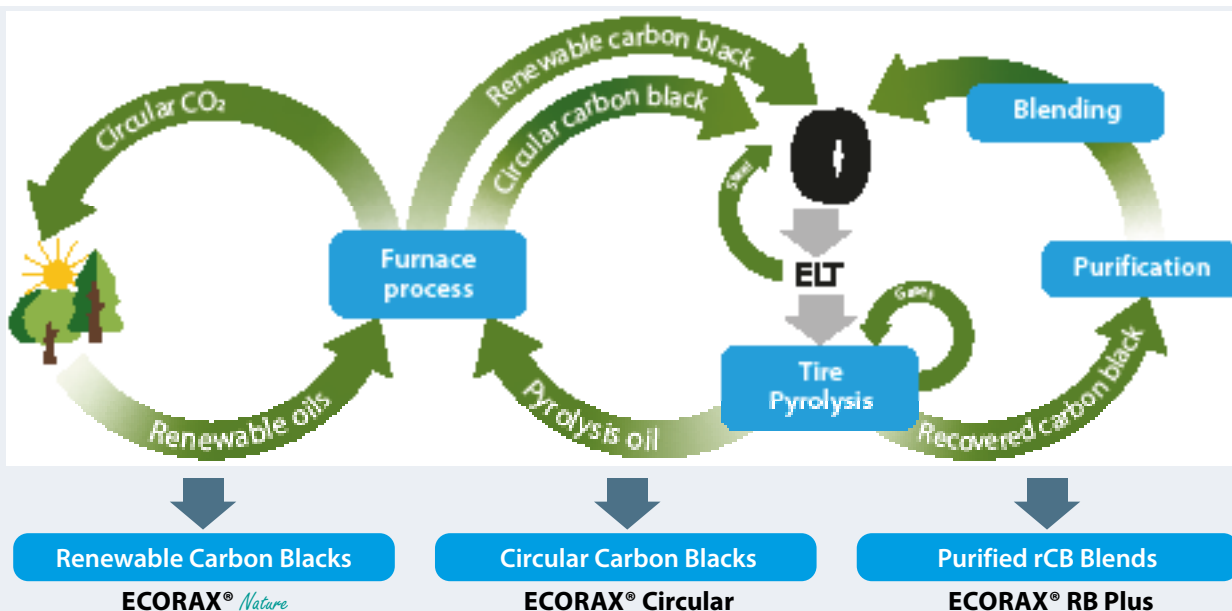 Renewable carbon black
Circular CO₂
Circular carbon black
Blending
Steel
Furnace
process
ELT
Purification
Gases
Tire
Pyrolysis
Renewable oils
Pyrolysis oil
Recovered carbon black
Renewable Carbon Blacks
Circular Carbon Blacks
Purified rCB Blends
ECORAX® Nature
ECORAX® Circular
ECORAX® RB Plus